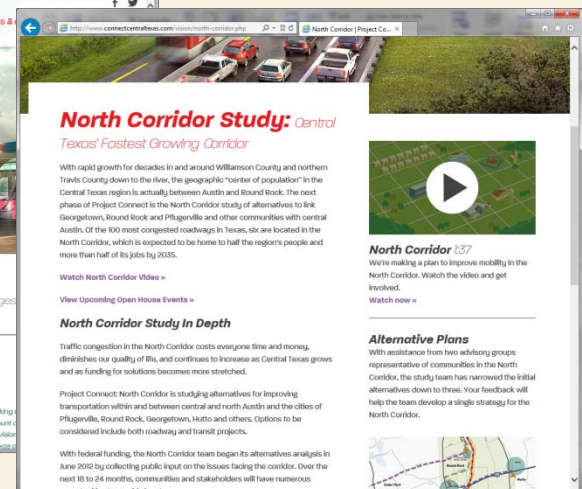 http://www.connectcentraltexas.com/vision/north-corridor.php
North Corridor | Project Co...
North Corridor Study: Central
Texas' Fastest Growing Corridor
With rapid growth for decades in and around Williamson County and northern
Travis County down to the river, the geographic "center of population" in the
Central Texas region is actually between Austin and Round Rock. The next
phase of Project Connect is the North Corridor study of alternatives to link
Georgetown, Round Rock and Pflugerville and other communities with central
Austin. Of the 100 most congested roadways in Texas, six are located in the
North Corridor, which is expected to be home to half the region's people and
more than half of its jobs by 2035.
Watch North Corridor Video »
View Upcoming Open House Events »
North Corridor Study In Depth
Traffic congestion in the North Corridor costs everyone time and money,
diminishes our quality of life, and continues to increase as Central Texas grows
and as funding for solutions becomes more stretched.
Project Connect: North Corridor is studying alternatives for improving
transportation within and between central and north Austin and the cities of
Pflugerville, Round Rock, Georgetown, Hutto and others. Options to be
considered include both roadway and transit projects.
With federal funding, the North Corridor team began its alternatives analysis in
June 2012 by collecting public input on the issues facing the corridor. Over the
next 18 to 24 months, communities and stakeholders will have numerous
North Corridor 1:37
We're making a plan to improve mobility in the
North Corridor. Watch the video and get
involved.
Watch now »
Alternative Plans
With assistance from two advisory groups
representative of communities in the North
Corridor, the study team has narrowed the initial
alternatives down to three. Your feedback will
help the team develop a single strategy for the
North Corridor.